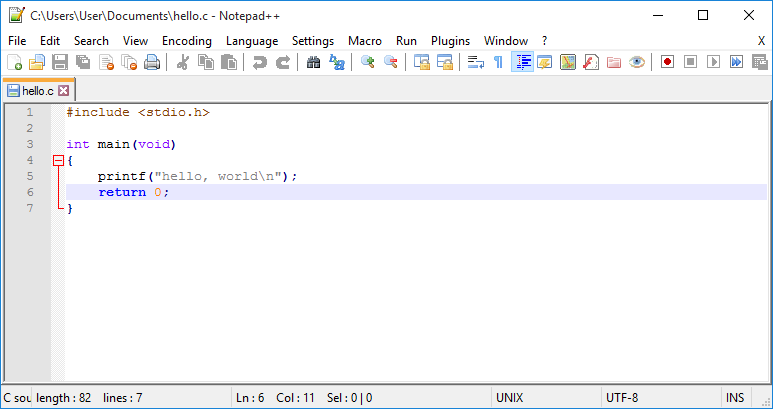 C:\Users\User\Documents\hello.c - Notepad++
File Edit Search View Encoding Language Settings Macro Run Plugins Window ? X
hello.c
1 #include <stdio.h>
2
3 int main(void)
4 {
5     printf("hello, world\n");
6     return 0;
7 }
C sou length : 82 lines : 7 Ln : 6 Col : 11 Sel : 0 | 0 UNIX UTF-8 INS